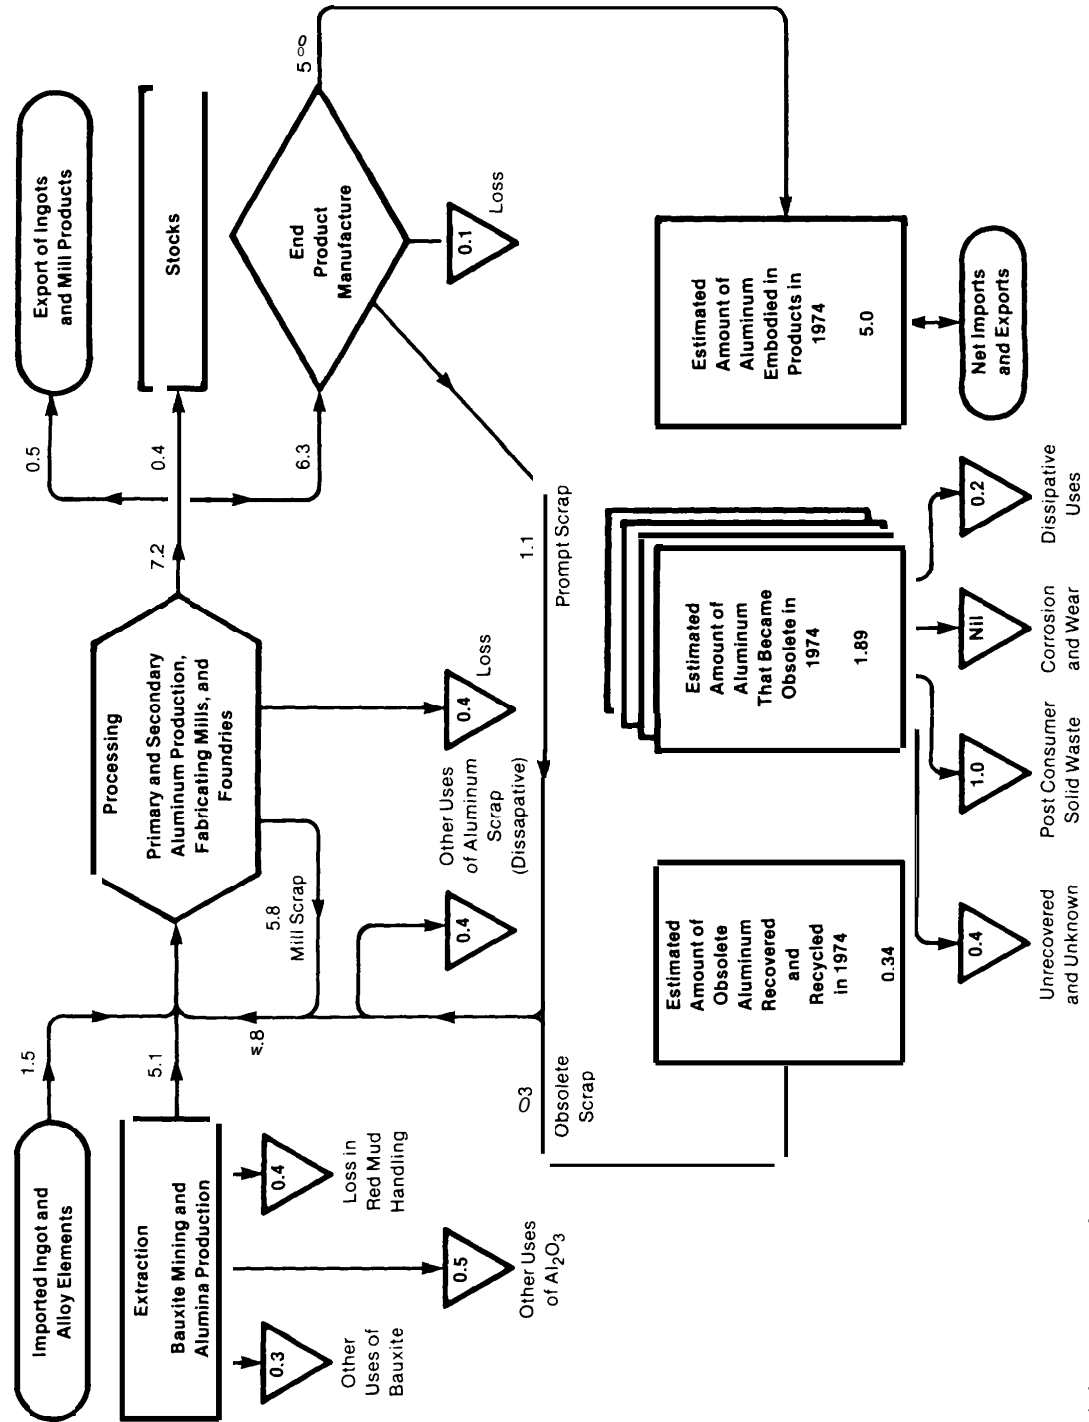 Imported Ingot and
Alloy Elements
1.5
Extraction
Bauxite Mining and
Alumina Production
5.1
0.3
Other
Uses of
Bauxite
0.5
Other Uses
of Al2O3
0.4
Loss in
Red Mud
Handling
Processing
Primary and Secondary
Aluminum Production,
Fabricating Mills, and
Foundries
5.8
Mill Scrap
.8
0.4
Other Uses
of Aluminum
Scrap
(Dissapative)
0.4
Loss
7.2
0.5
0.4
6.3
Export of Ingots
and Mill Products
Stocks
End
Product
Manufacture
0.1
Loss
1.1
Prompt Scrap
Obsolete
Scrap
Estimated
Amount of
Obsolete
Aluminum
Recovered
and
Recycled
in 1974
0.34
Estimated
Amount of
Aluminum
That Became
Obsolete in
1974
1.89
Estimated
Amount of
Aluminum
Embodied in
Products in
1974
5.0
0.4
Unrecovered
and Unknown
1.0
Post Consumer
Solid Waste
Nil
Corrosion
and Wear
0.2
Dissipative
Uses
Net Imports
and Exports